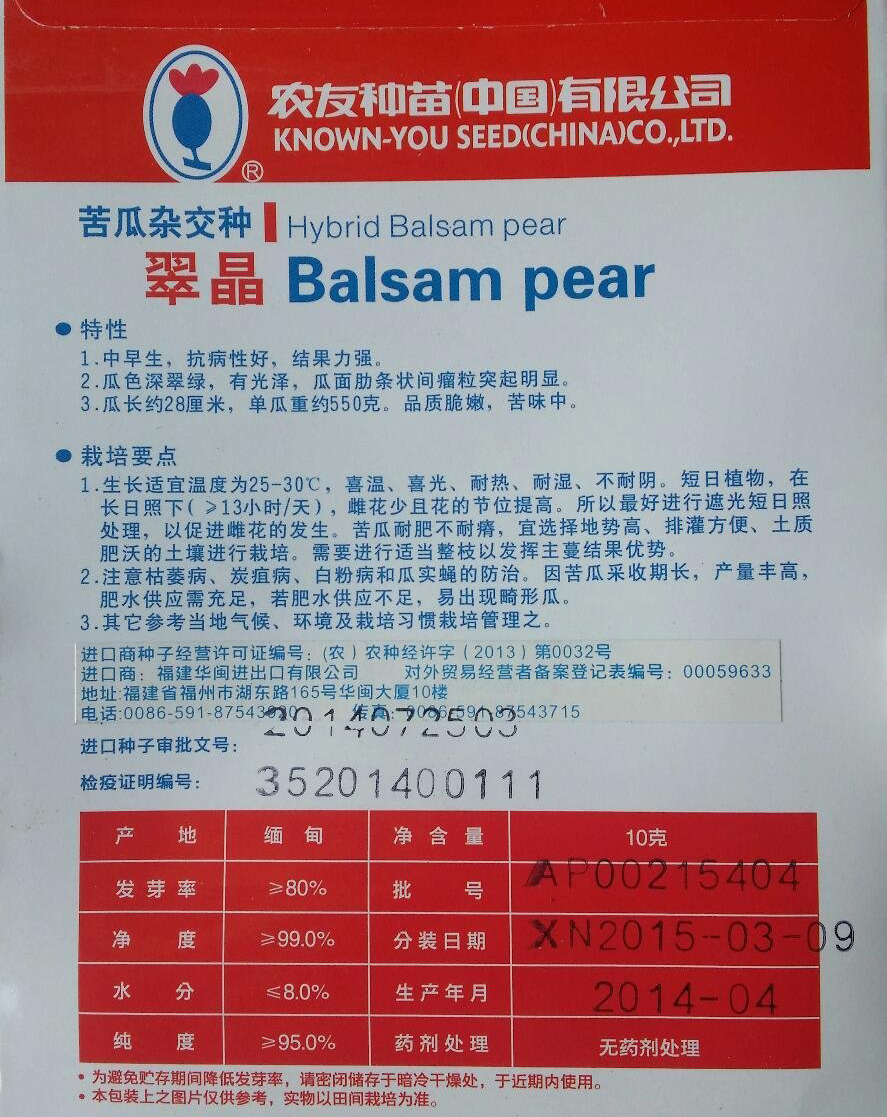 农友种苗(中国)有限公司
KNOWN-YOU SEED(CHINA)CO.,LTD.
®
苦瓜杂交种 Hybrid Balsam pear
翠晶 Balsam pear
● 特性
1.中早生，抗病性好，结果力强。
2.瓜色深翠绿，有光泽，瓜面肋条状间瘤粒突起明显。
3.瓜长约28厘米，单瓜重约550克。品质脆嫩，苦味中。
● 栽培要点
1.生长适宜温度为25-30℃，喜温、喜光、耐热、耐湿、不耐阴。短日植物，在
长日照下(≥13小时/天)，雌花少且花的节位提高。所以最好进行遮光短日照
处理，以促进雌花的发生。苦瓜耐肥不耐瘠，宜选择地势高、排灌方便、土质
肥沃的土壤进行栽培。需要进行适当整枝以发挥主蔓结果优势。
2.注意枯萎病、炭疽病、白粉病和瓜实蝇的防治。因苦瓜采收期长，产量丰高，
肥水供应需充足，若肥水供应不足，易出现畸形瓜。
3.其它参考当地气候、环境及栽培习惯栽培管理之。
进口商种子经营许可证编号：(农)农种经许字(2013)第0032号
进口商：福建华闽进出口有限公司 对外贸易经营者备案登记表编号：00059633
地址:福建省福州市湖东路165号华闽大厦10楼
电话:0086-591-87543 传真：0086-591-87543715
进口种子审批文号： 2014072503
检疫证明编号： 35201400111
产地 缅甸 净含量 10克
发芽率 ≥80% 批号 AP00215404
净度 ≥99.0% 分装日期 XN2015-03-09
水分 ≤8.0% 生产年月 2014-04
纯度 ≥95.0% 药剂处理 无药剂处理
• 为避免贮存期间降低发芽率，请密闭储存于暗冷干燥处，于近期内使用。
• 本包装上之图片仅供参考，实物以田间栽培为准。